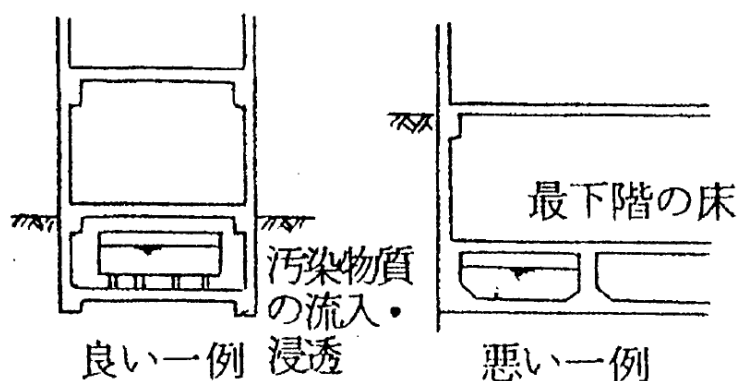 最下階の床
汚染物質
の流入・
浸透
良い一例
悪い一例